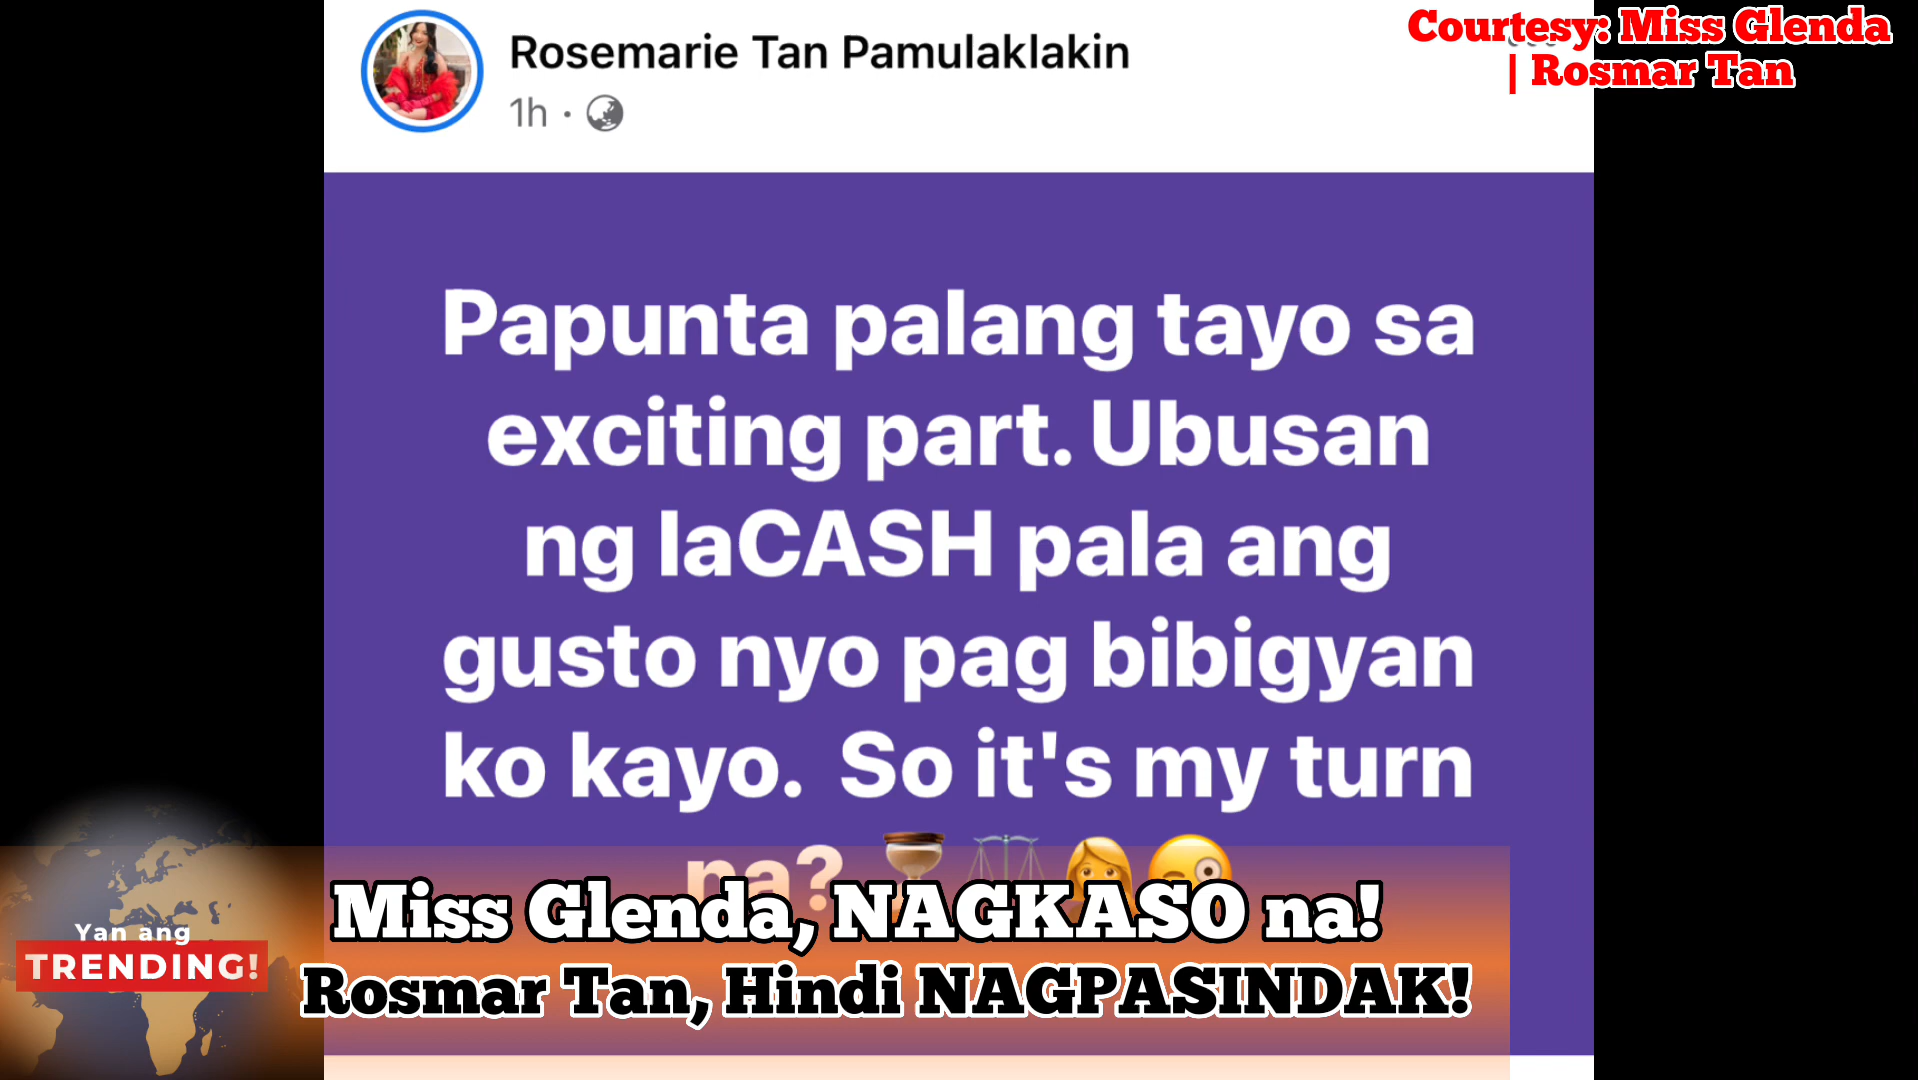 Rosemarie Tan Pamulaklakin
1h ·
Courtesy: Miss Glenda
| Rosmar Tan
Papunta palang tayo sa
exciting part. Ubusan
ng laCASH pala ang
gusto nyo pag bibigyan
ko kayo. So it's my turn
na?
Miss Glenda, NAGKASO na!
Rosmar Tan, Hindi NAGPASINDAK!
Yan ang
TRENDING!